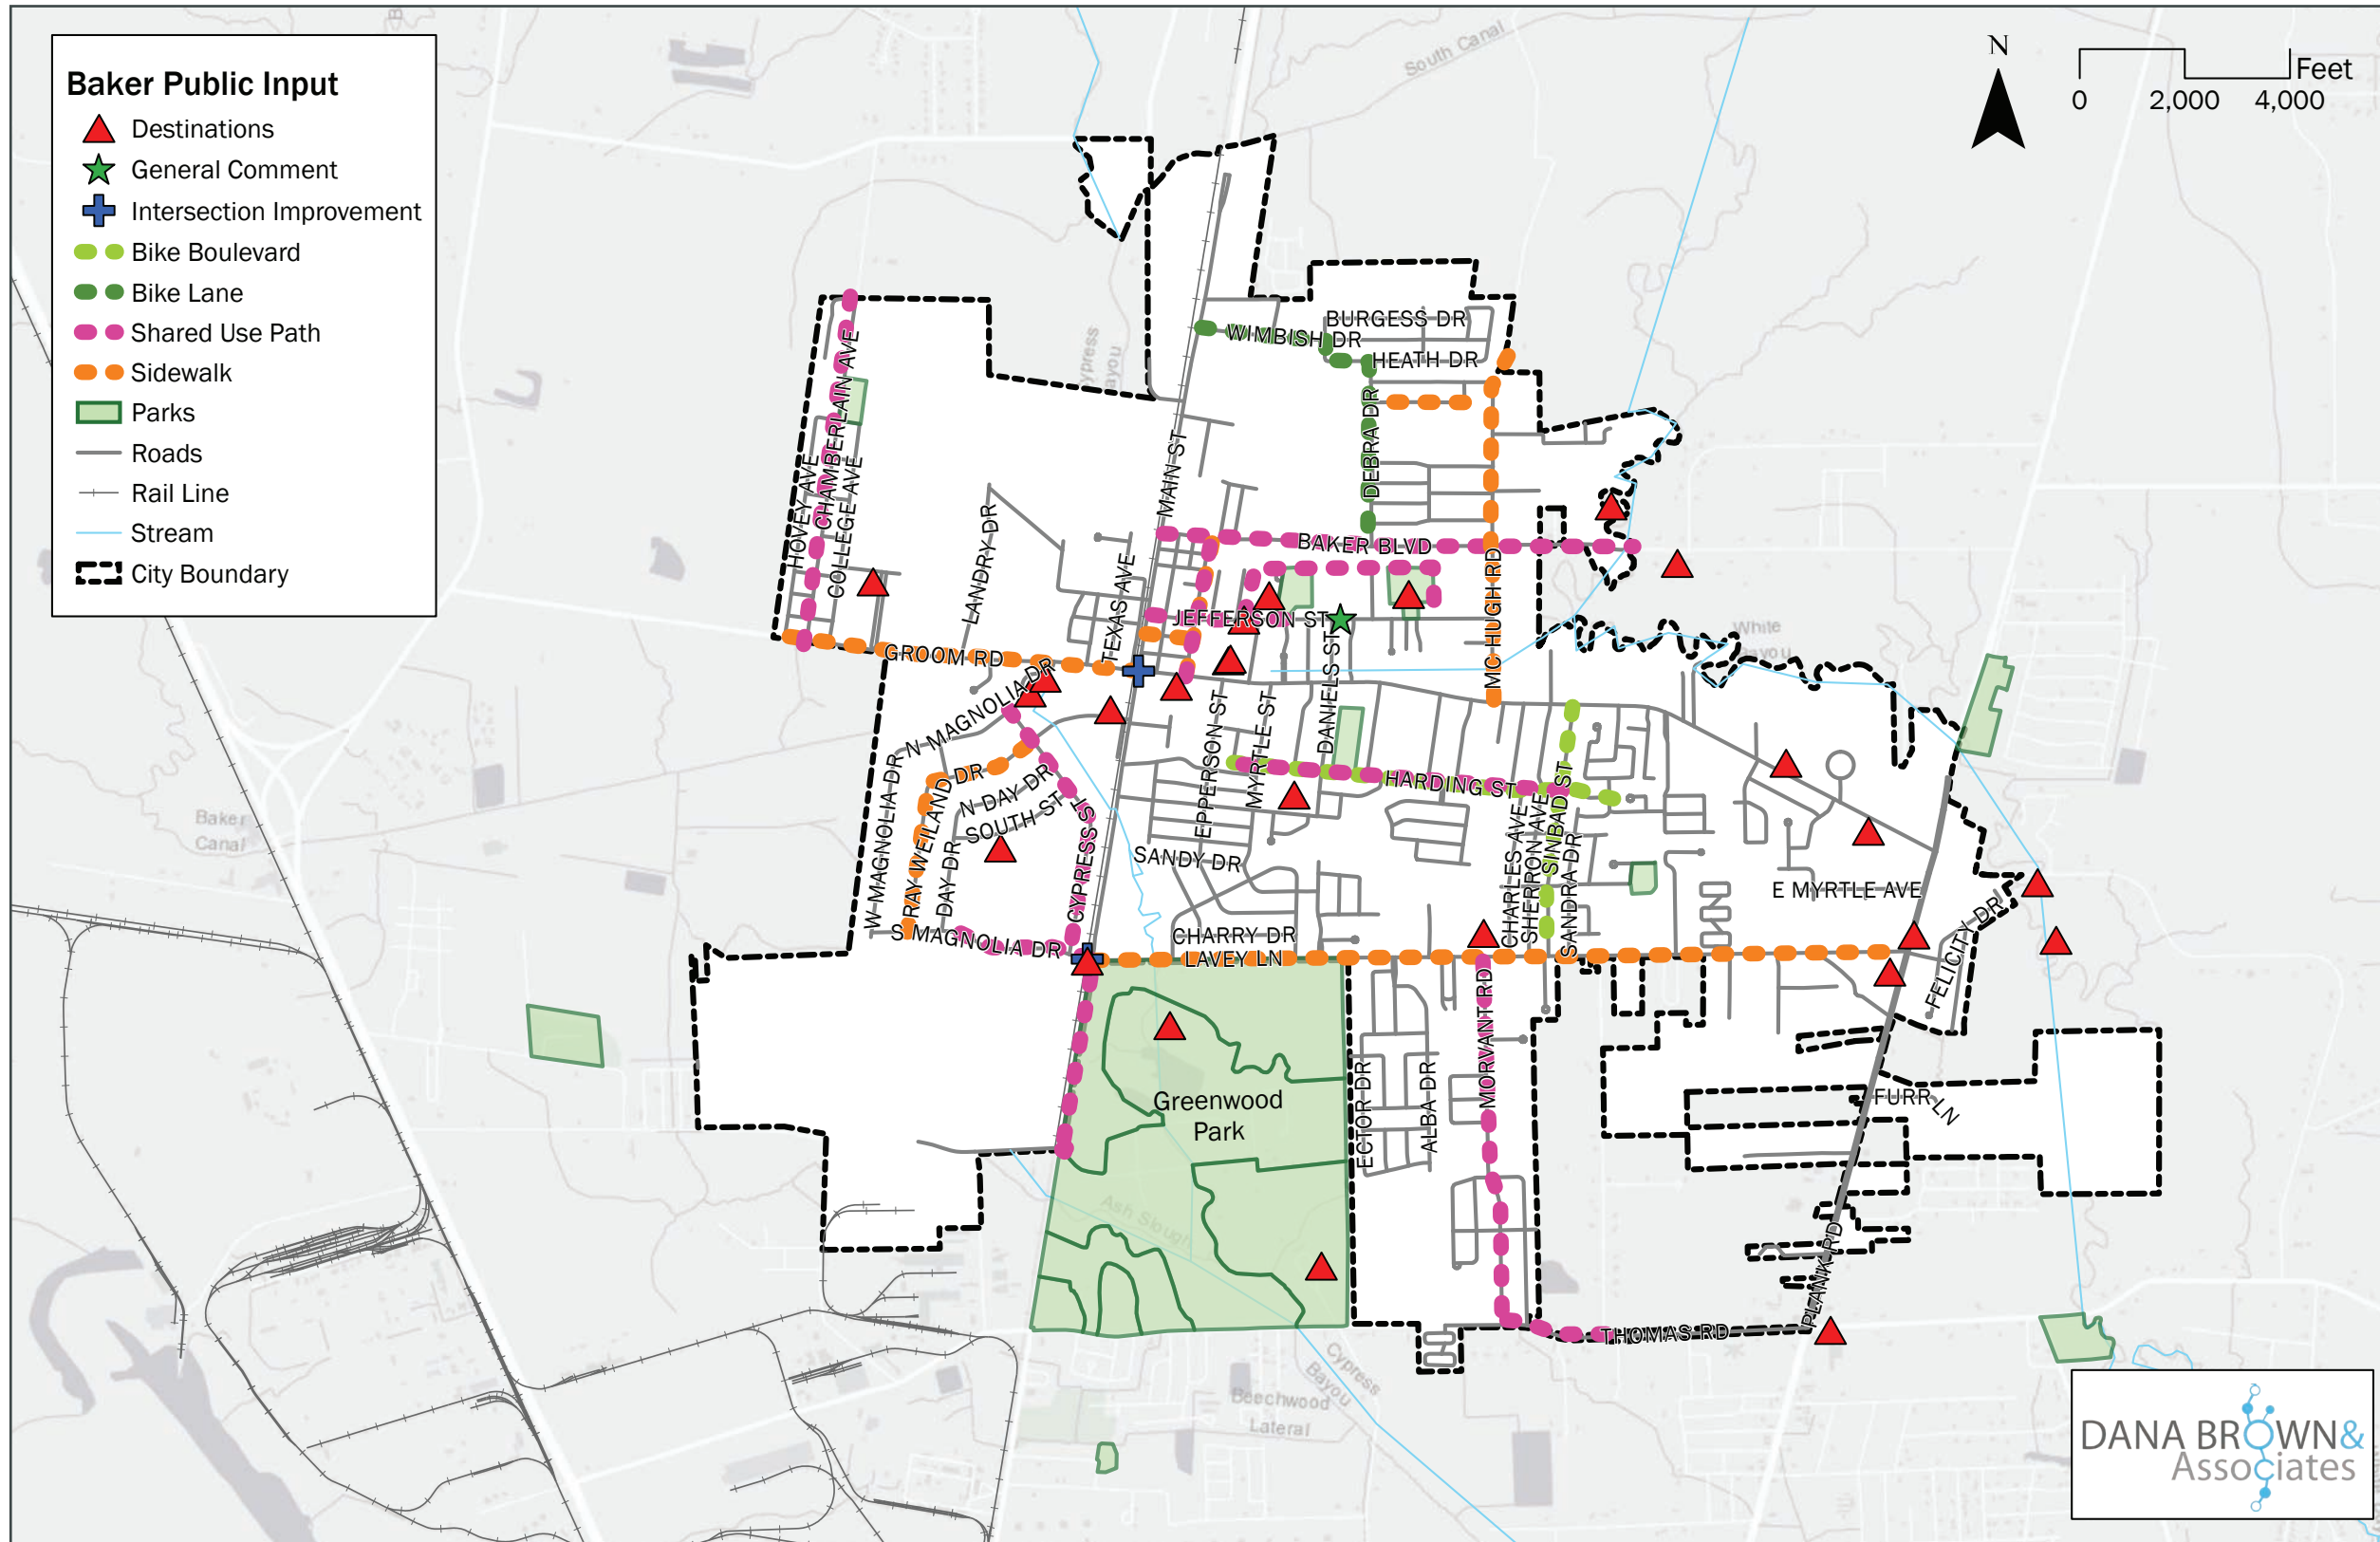 Baker Public Input
Destinations
General Comment
Intersection Improvement
Bike Boulevard
Bike Lane
Shared Use Path
Sidewalk
Parks
Roads
Rail Line
Stream
City Boundary
N
Feet
0 2,000 4,000
South Canal
BURGESS DR
WIMBISH DR
HEATH DR
Bayou
CHAMBERLAIN AVE
HOVEY AVE
COLLEGE AVE
LANDRY DR
MAIN ST
TEXAS AVE
DEBRA DR
BAKER BLVD
MC HUGH RD
JEFFERSON ST
GROOM RD
DANIELS ST
White
Bayou
N MAGNOLIA DR
W MAGNOLIA DR
RAY WEILAND DR
N DAY DR
SOUTH ST
DAY DR
CYPRESS ST
S MAGNOLIA DR
EPPERSON ST
MYRTLE ST
HARDING ST
SANDY DR
CHARLES AVE
SHERRON AVE
SINBAD ST
SANDRA DR
E MYRTLE AVE
FELICITY DR
CHARRY DR
LAVEY LN
Baker
Canal
Greenwood
Park
ECTOR DR
ALBA DR
MORVANT RD
FURR LN
Ash Slough
PLANK RD
THOMAS RD
Cypress
Bayou
Beechwood
Lateral
DANA BROWN&
Associates